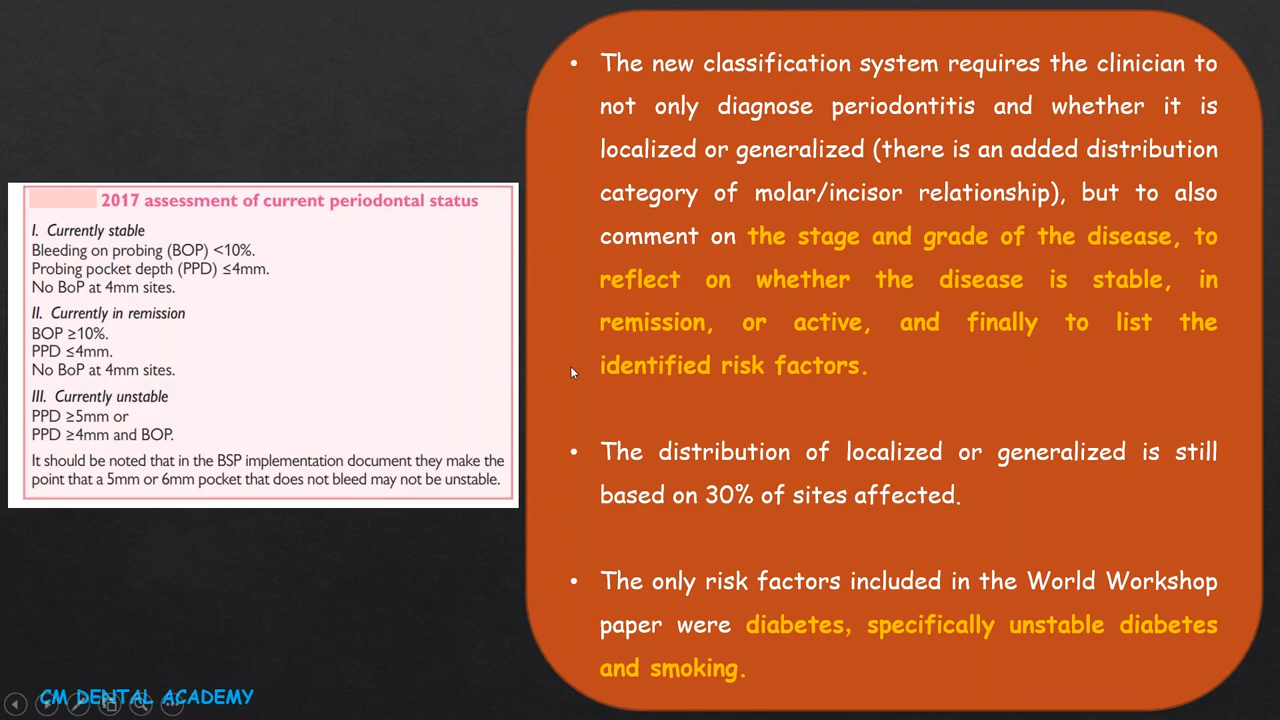 2017 assessment of current periodontal status
I. Currently stable
Bleeding on probing (BOP) <10%.
Probing pocket depth (PPD) ≤4mm.
No BoP at 4mm sites.
II. Currently in remission
BOP ≥10%.
PPD ≤4mm.
No BoP at 4mm sites.
III. Currently unstable
PPD ≥5mm or
PPD ≥4mm and BOP.
It should be noted that in the BSP implementation document they make the
point that a 5mm or 6mm pocket that does not bleed may not be unstable.
• The new classification system requires the clinician to
not only diagnose periodontitis and whether it is
localized or generalized (there is an added distribution
category of molar/incisor relationship), but to also
comment on the stage and grade of the disease, to
reflect on whether the disease is stable, in
remission, or active, and finally to list the
identified risk factors.
• The distribution of localized or generalized is still
based on 30% of sites affected.
• The only risk factors included in the World Workshop
paper were diabetes, specifically unstable diabetes
and smoking.
CM DENTAL ACADEMY